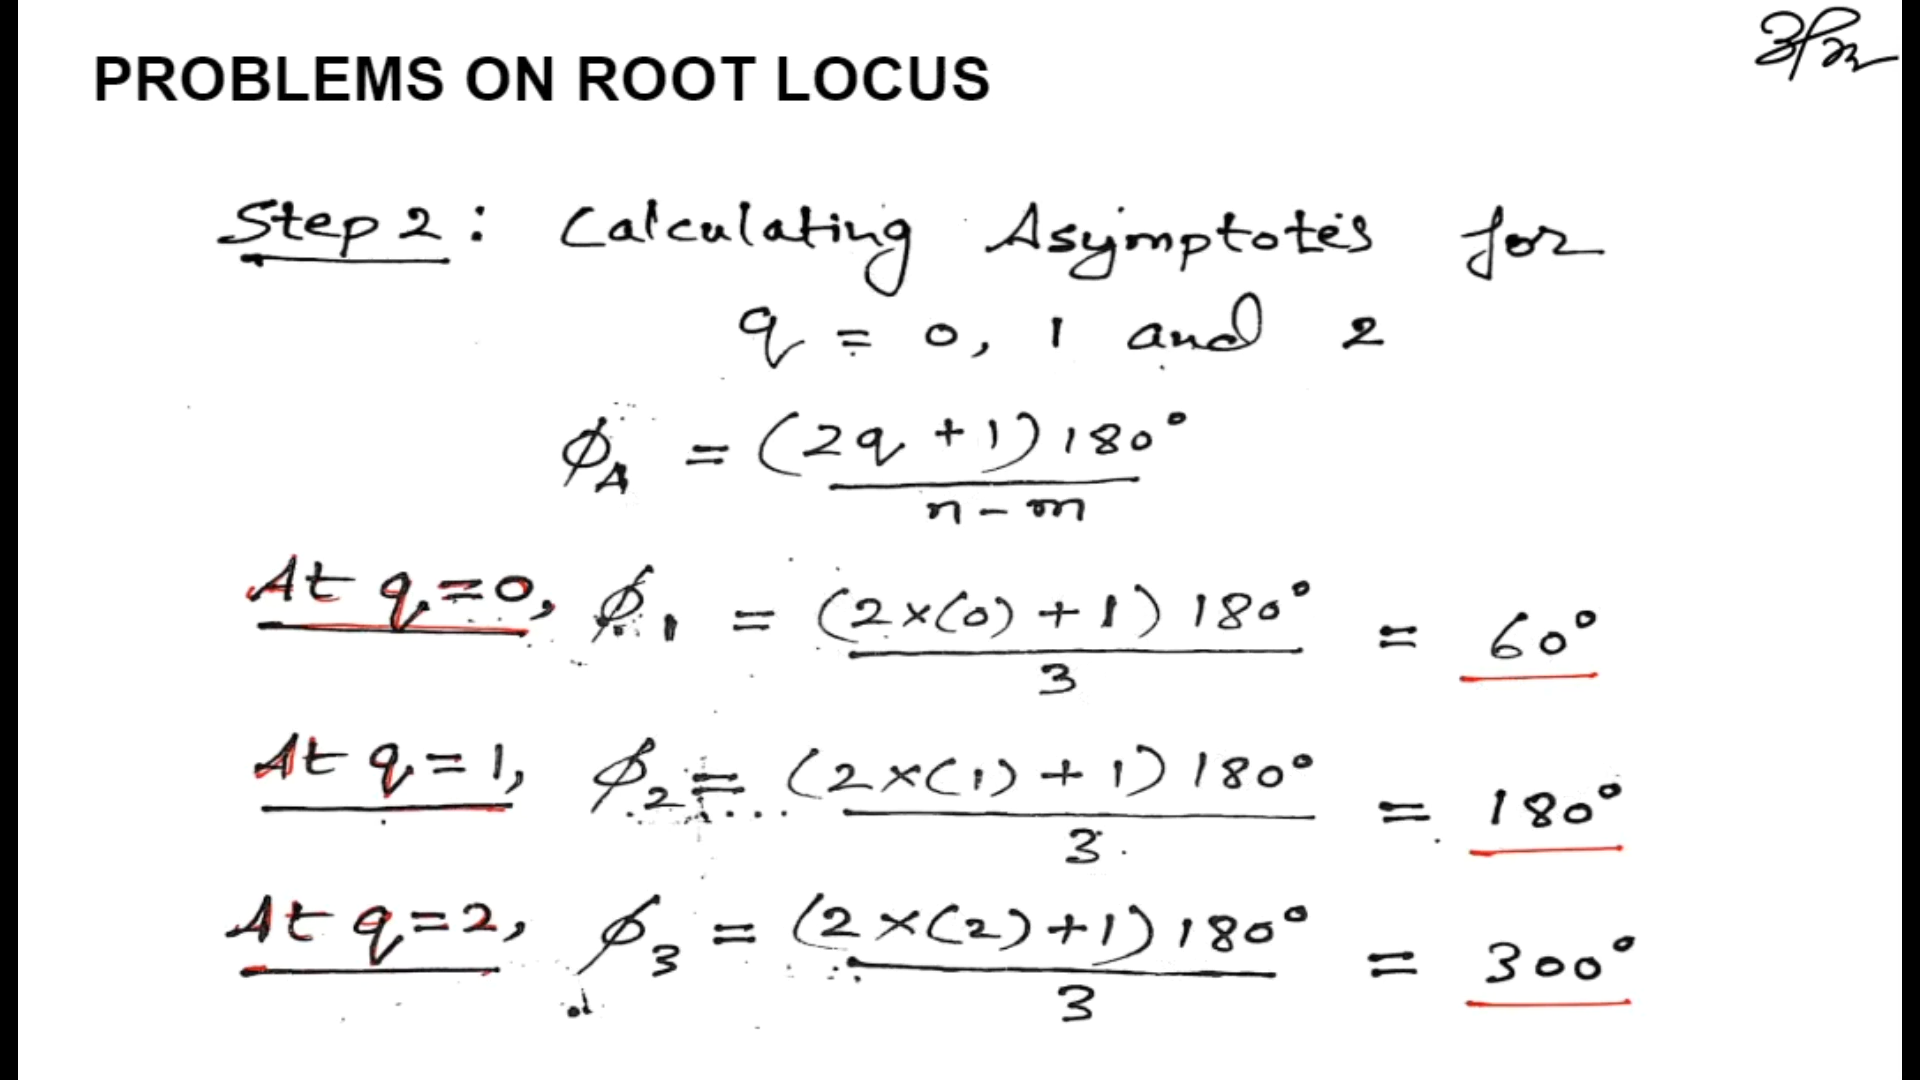 PROBLEMS ON ROOT LOCUS
Step 2: Calculating Asymptotes for
q = 0, 1 and 2
ϕA = (2q + 1) 180° / n - m
At q = 0, ϕ1 = (2×(0) + 1) 180° / 3 = 60°
At q = 1, ϕ2 = (2×(1) + 1) 180° / 3 = 180°
At q = 2, ϕ3 = (2×(2) + 1) 180° / 3 = 300°